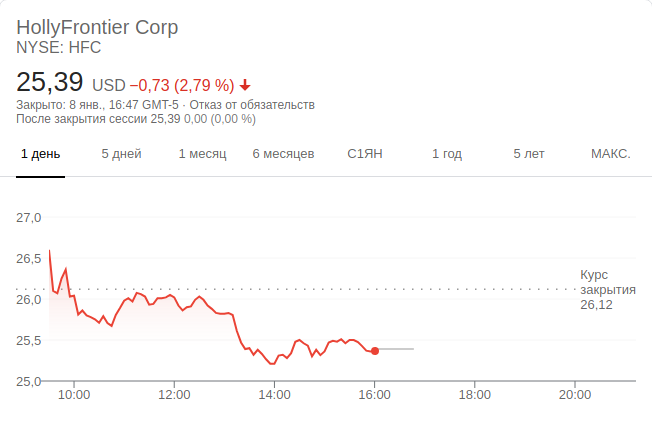 HollyFrontier Corp
NYSE: HFC
25,39 USD −0,73 (2,79 %)
Закрыто: 8 янв., 16:47 GMT-5 · Отказ от обязательств
После закрытия сессии 25,39 0,00 (0,00 %)
1 день 5 дней 1 месяц 6 месяцев С1ЯН 1 год 5 лет МАКС.
27,0
26,5
Курс
закрытия
26,12
26,0
25,5
25,0
10:00 12:00 14:00 16:00 18:00 20:00